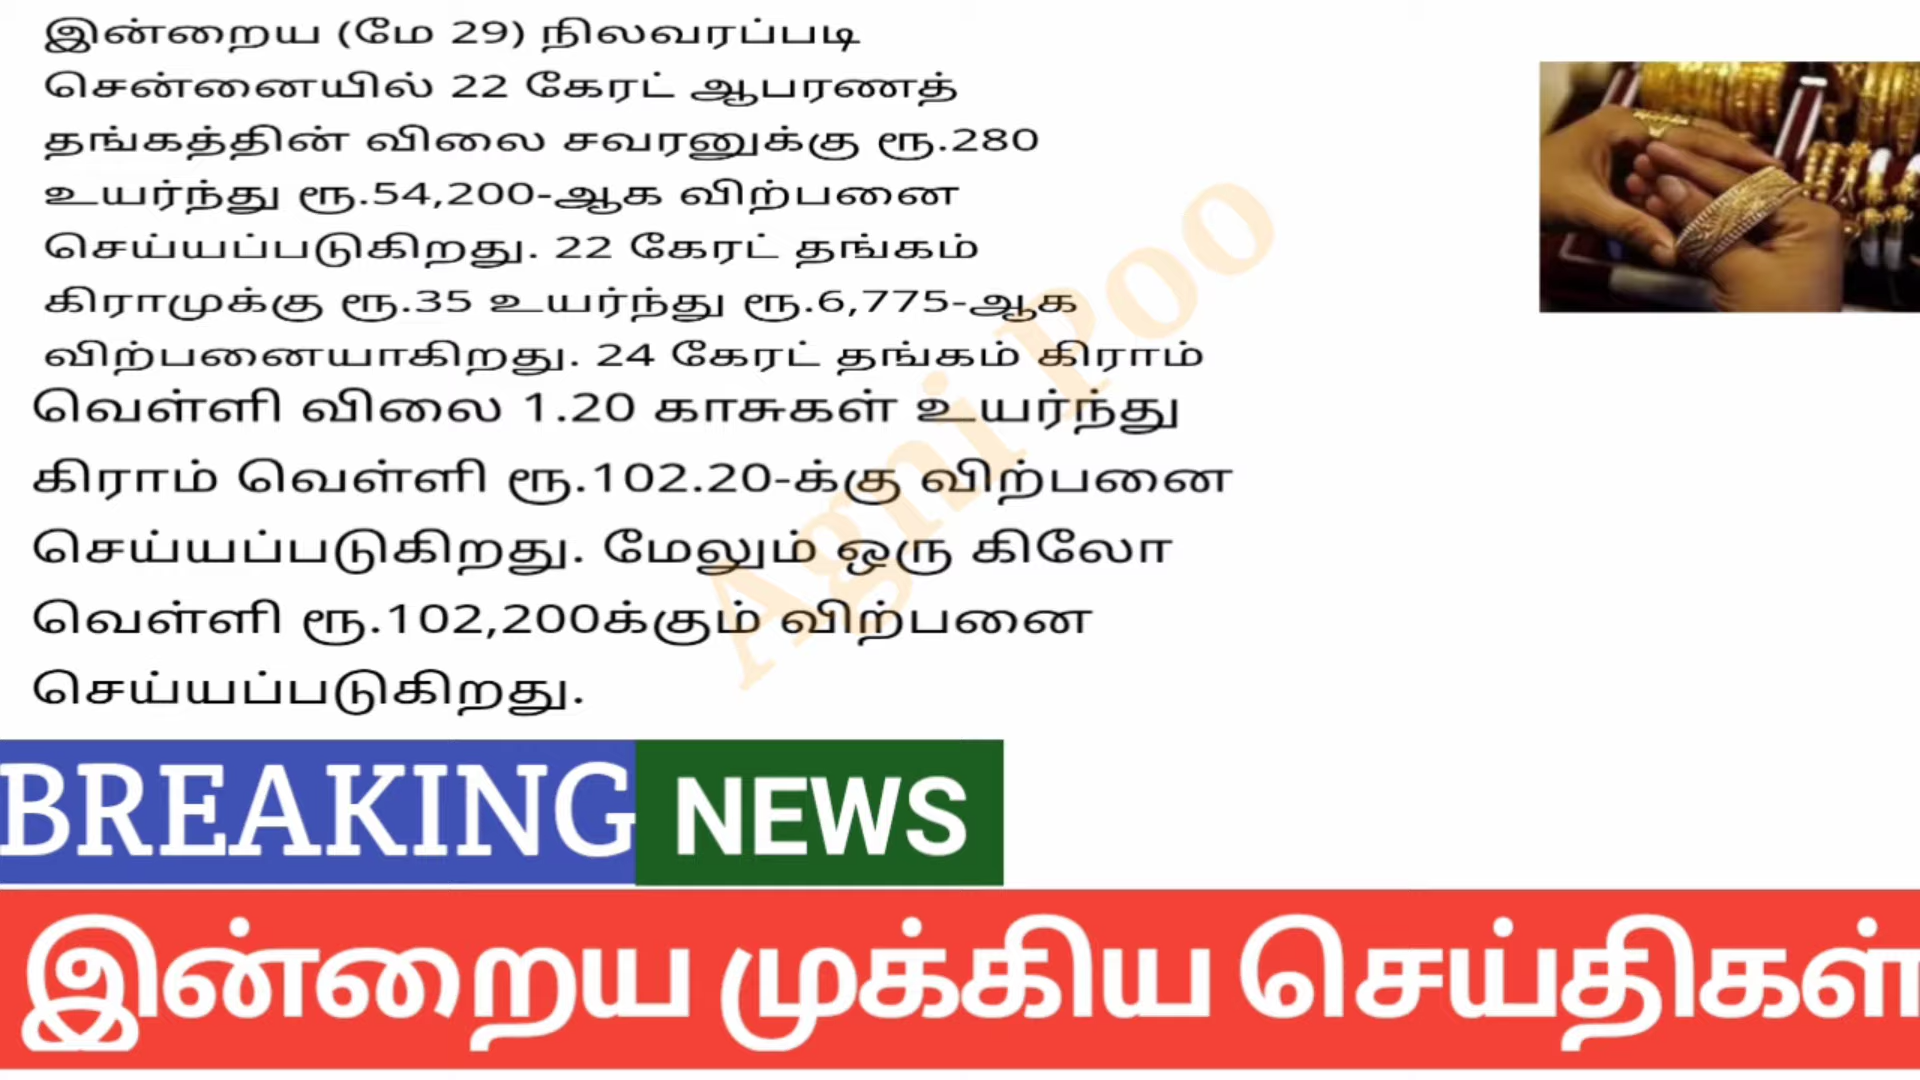 இன்றைய (மே 29) நிலவரப்படி
சென்னையில் 22 கேரட் ஆபரணத்
தங்கத்தின் விலை சவரனுக்கு ரூ.280
உயர்ந்து ரூ.54,200-ஆக விற்பனை
செய்யப்படுகிறது. 22 கேரட் தங்கம்
கிராமுக்கு ரூ.35 உயர்ந்து ரூ.6,775-ஆக
விற்பனையாகிறது. 24 கேரட் தங்கம் கிராம்
வெள்ளி விலை 1.20 காசுகள் உயர்ந்து
கிராம் வெள்ளி ரூ.102.20-க்கு விற்பனை
செய்யப்படுகிறது. மேலும் ஒரு கிலோ
வெள்ளி ரூ.102,200க்கும் விற்பனை
செய்யப்படுகிறது.
Agni Poo
BREAKING NEWS
இன்றைய முக்கிய செய்திகள்